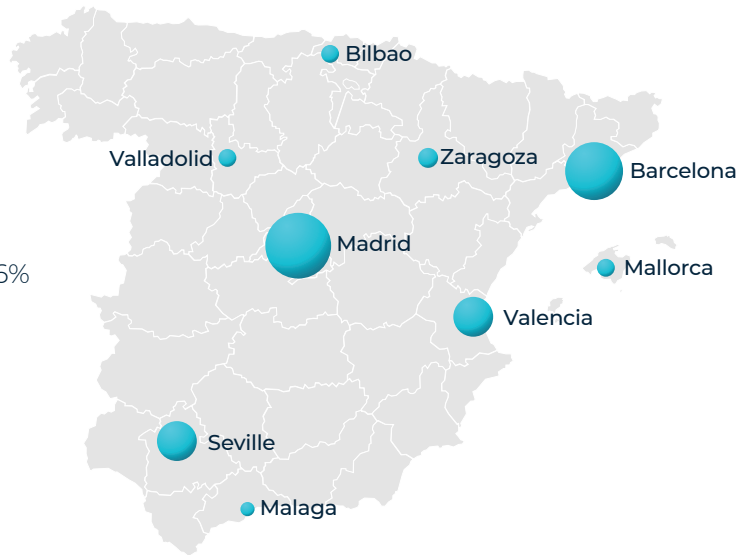 Bilbao
Valladolid
Zaragoza
Barcelona
Madrid
Mallorca
%
Valencia
Seville
Malaga